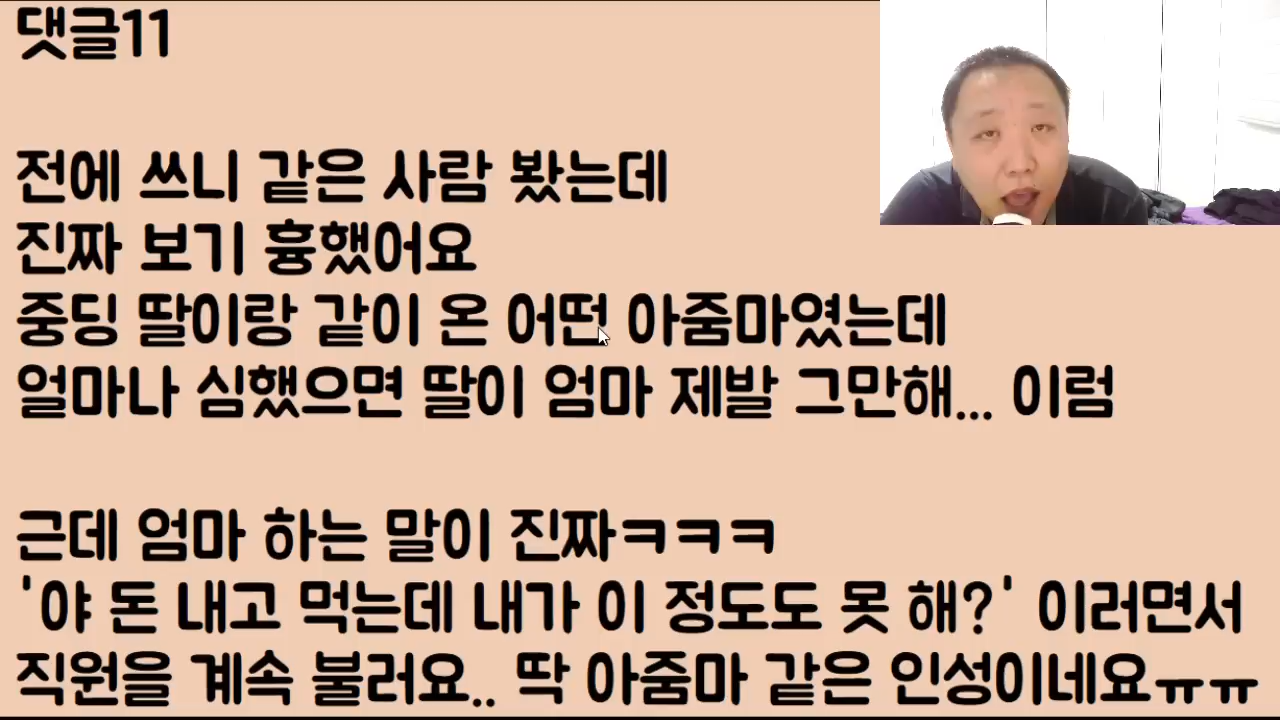 댓글11
전에 쓰니 같은 사람 봤는데
진짜 보기 흉했어요
중딩 딸이랑 같이 온 어떤 아줌마였는데
얼마나 심했으면 딸이 엄마 제발 그만해... 이럼
근데 엄마 하는 말이 진짜ㅋㅋㅋ
'야 돈 내고 먹는데 내가 이 정도도 못 해?' 이러면서
직원을 계속 불러요.. 딱 아줌마 같은 인성이네요ㅠㅠ